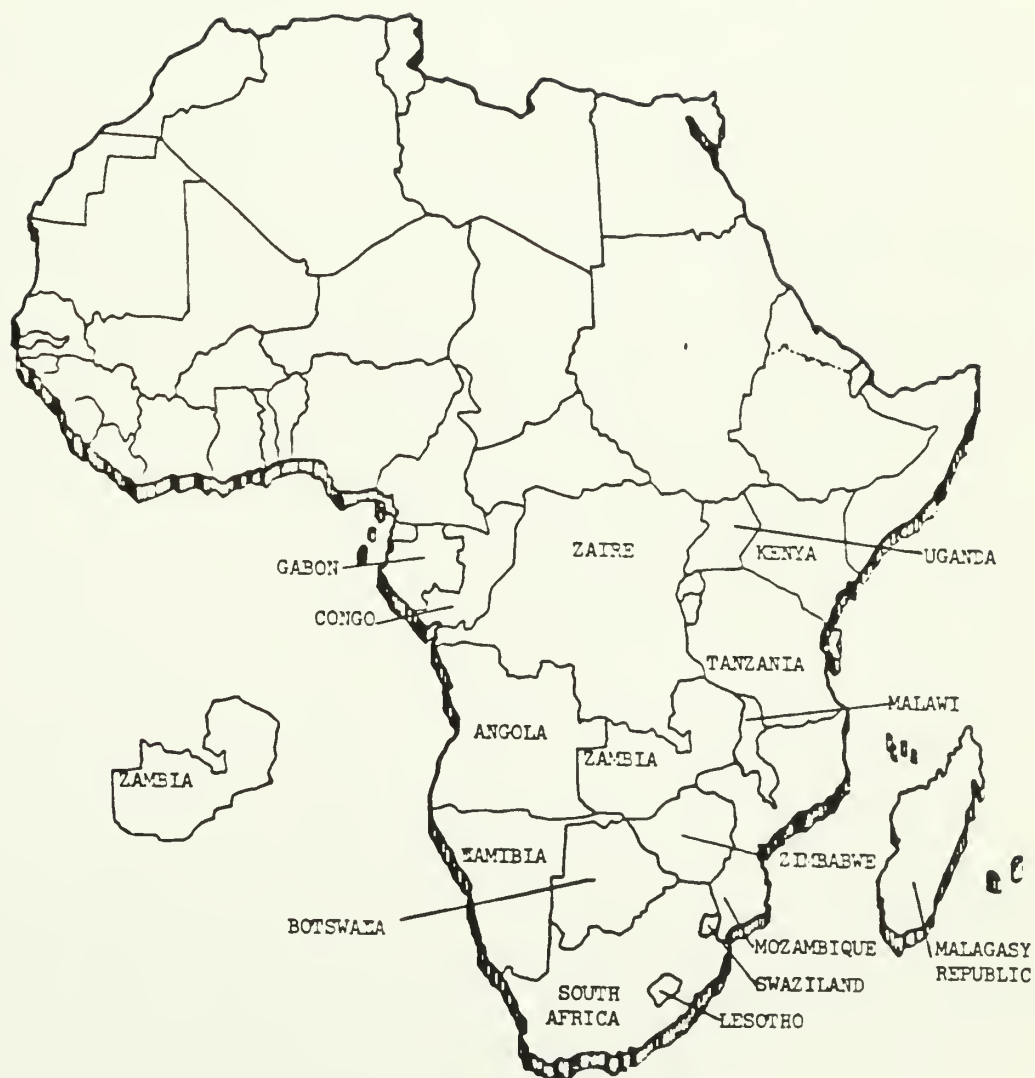 ZAIRE
KENYA
UGANDA
GABON
CONGO
TANZANIA
MALAWI
ANGOLA
ZAMBIA
ZAMBIA
NAMIBIA
ZIMBABWE
BOTSWANA
MOZAMBIQUE
MALAGASY
REPUBLIC
SWAZILAND
SOUTH
AFRICA
LESOTHO